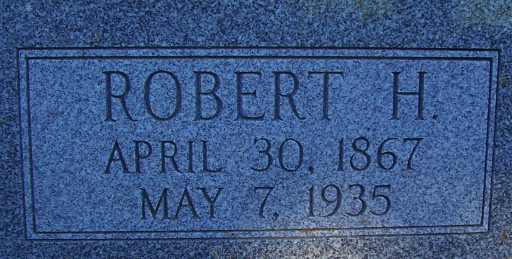 ROBERT H.
APRIL 30, 1867
MAY 7, 1935